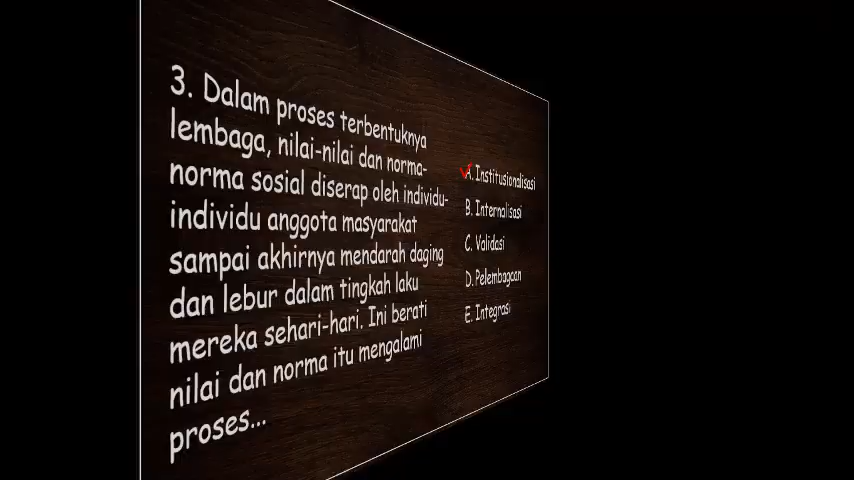 3. Dalam proses terbentuknya
lembaga, nilai-nilai dan norma-
norma sosial diserap oleh individu-
individu anggota masyarakat
sampai akhirnya mendarah daging
dan lebur dalam tingkah laku
mereka sehari-hari. Ini berati
nilai dan norma itu mengalami
proses...
A. Institusionalisasi
B. Internalisasi
C. Validasi
D. Pelembagaan
E. Integrasi